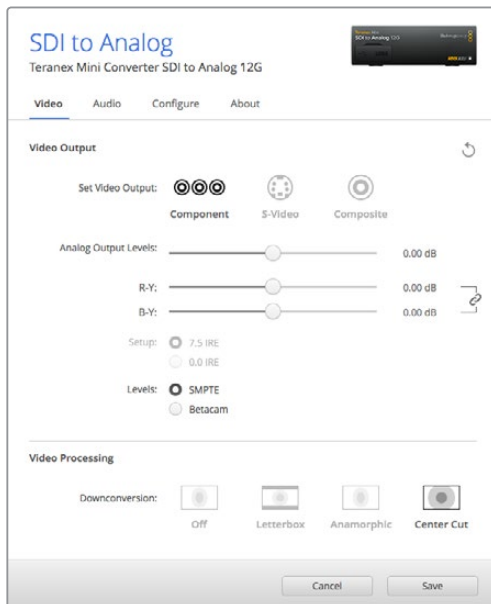 SDI to Analog
Teranex Mini Converter SDI to Analog 12G
Video Audio Configure About
Video Output
Set Video Output:
Component S-Video Composite
Analog Output Levels: 0.00 dB
R-Y: 0.00 dB
B-Y: 0.00 dB
Setup: 7.5 IRE
0.0 IRE
Levels: SMPTE
Betacam
Video Processing
Downconversion:
Off Letterbox Anamorphic Center Cut
Cancel Save